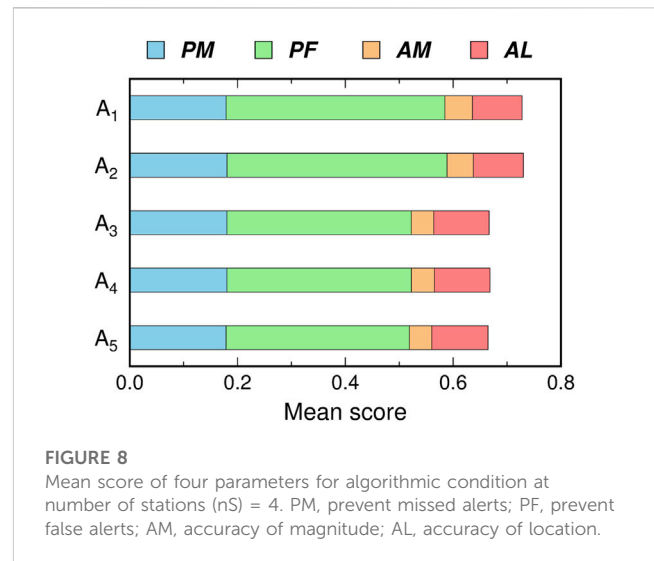 PM PF AM AL
A1
A2
A3
A4
A5
0.0 0.2 0.4 0.6 0.8
Mean score
FIGURE 8
Mean score of four parameters for algorithmic condition at
number of stations (nS) = 4. PM, prevent missed alerts; PF, prevent
false alerts; AM, accuracy of magnitude; AL, accuracy of location.